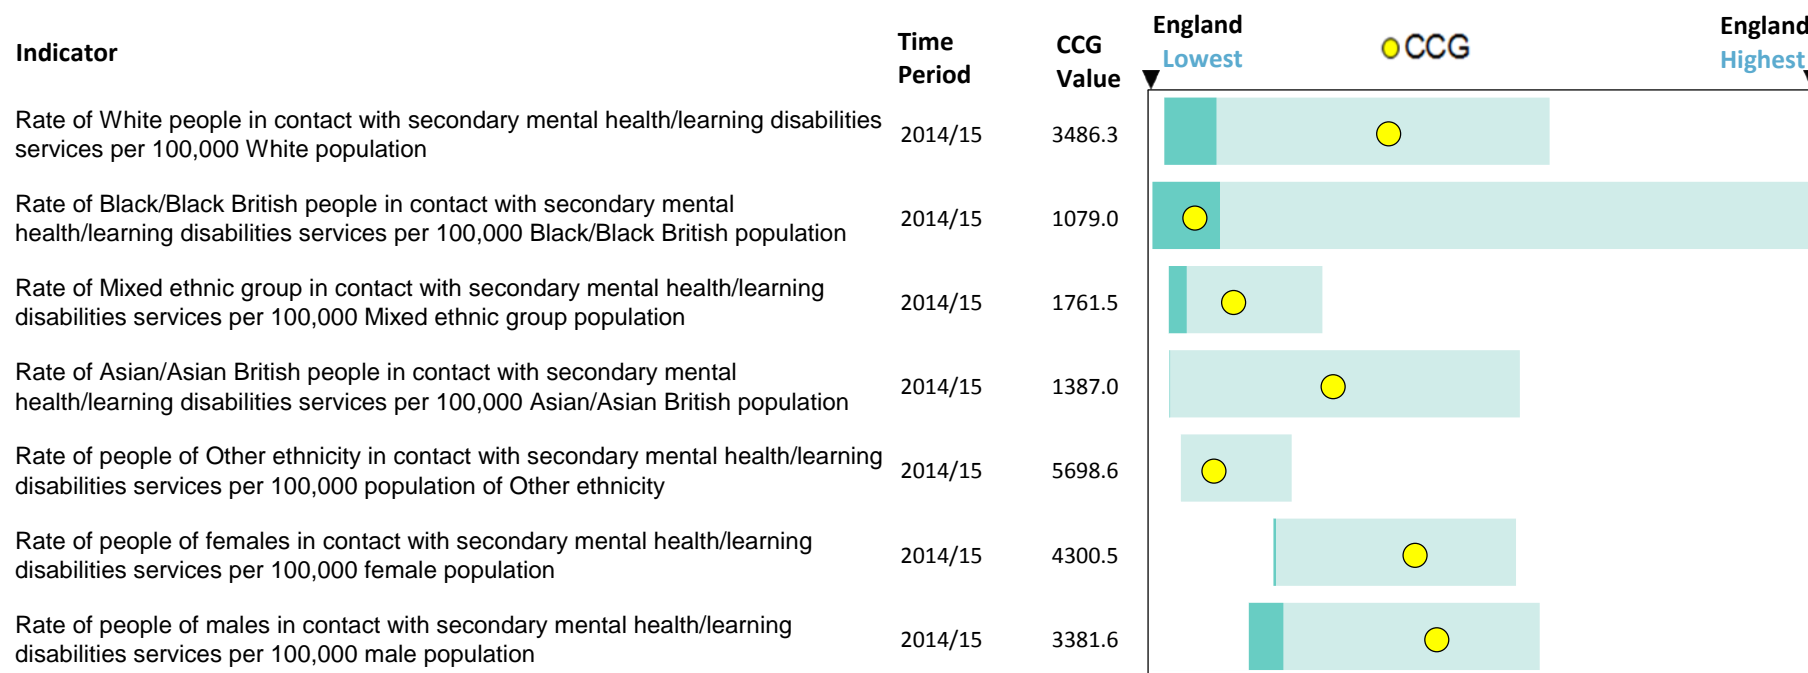 Indicator
Time
Period
CCG
Value
England
Lowest
CCG
England
Highest
Rate of White people in contact with secondary mental health/learning disabilities
services per 100,000 White population
2014/15
3486.3
Rate of Black/Black British people in contact with secondary mental
health/learning disabilities services per 100,000 Black/Black British population
2014/15
1079.0
Rate of Mixed ethnic group in contact with secondary mental health/learning
disabilities services per 100,000 Mixed ethnic group population
2014/15
1761.5
Rate of Asian/Asian British people in contact with secondary mental
health/learning disabilities services per 100,000 Asian/Asian British population
2014/15
1387.0
Rate of people of Other ethnicity in contact with secondary mental health/learning
disabilities services per 100,000 population of Other ethnicity
2014/15
5698.6
Rate of people of females in contact with secondary mental health/learning
disabilities services per 100,000 female population
2014/15
4300.5
Rate of people of males in contact with secondary mental health/learning
disabilities services per 100,000 male population
2014/15
3381.6